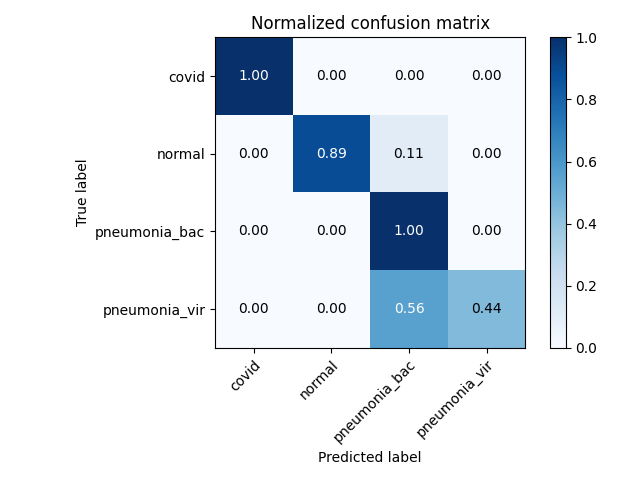 Normalized confusion matrix
True label
covid 1.00 0.00 0.00 0.00
normal 0.00 0.89 0.11 0.00
pneumonia_bac 0.00 0.00 1.00 0.00
pneumonia_vir 0.00 0.00 0.56 0.44
covid normal pneumonia_bac pneumonia_vir
Predicted label
1.0
0.8
0.6
0.4
0.2
0.0